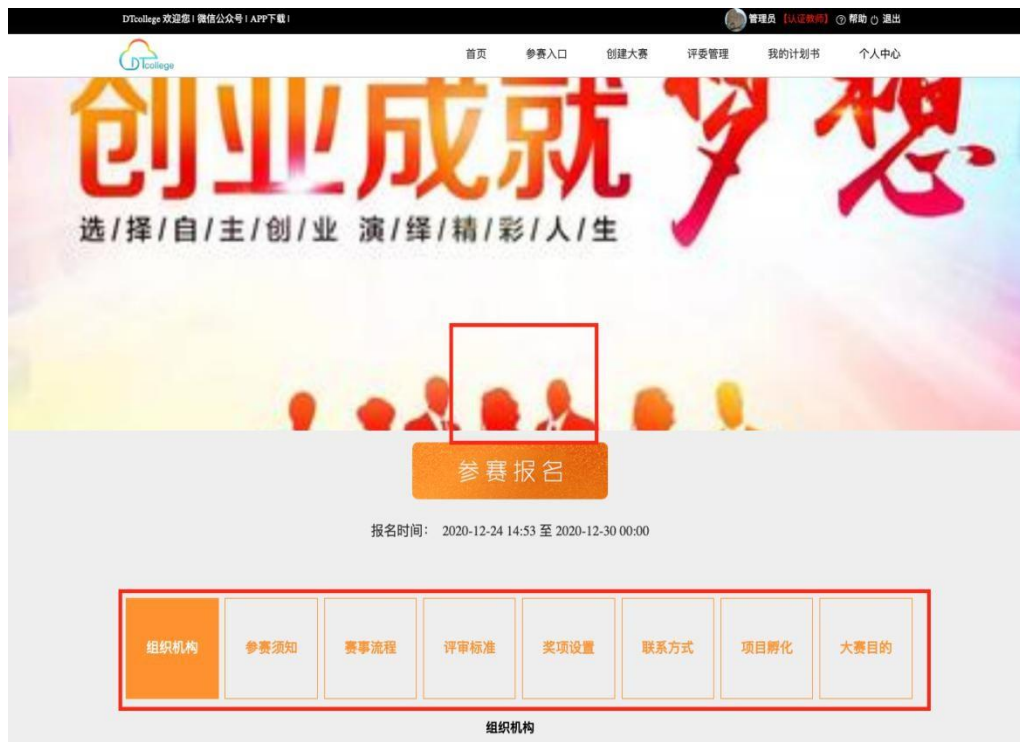 DTcollege 欢迎您 | 微信公众号 | APP下载 |
管理员 【认证教师】 ? 帮助 退出
DTcollege
首页 参赛入口 创建大赛 评委管理 我的计划书 个人中心
创业成就梦想
选/择/自/主/创/业 演/绎/精/彩/人/生
参赛报名
报名时间： 2020-12-24 14:53 至 2020-12-30 00:00
组织机构 参赛须知 赛事流程 评审标准 奖项设置 联系方式 项目孵化 大赛目的
组织机构